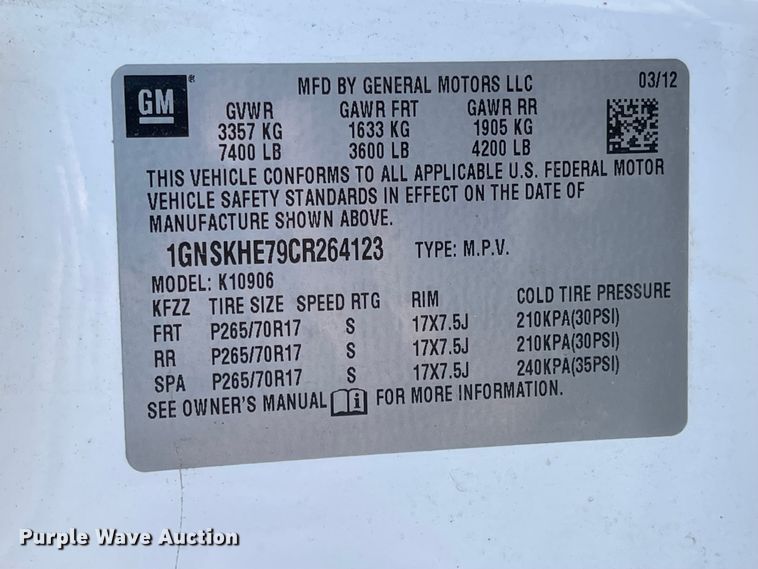 GM ®
MFD BY GENERAL MOTORS LLC 03/12
GVWR GAWR FRT GAWR RR
3357 KG 1633 KG 1905 KG
7400 LB 3600 LB 4200 LB
THIS VEHICLE CONFORMS TO ALL APPLICABLE U.S. FEDERAL MOTOR
VEHICLE SAFETY STANDARDS IN EFFECT ON THE DATE OF
MANUFACTURE SHOWN ABOVE.
1GNSKHE79CR264123 TYPE: M.P.V.
MODEL: K10906
KFZZ TIRE SIZE SPEED RTG RIM COLD TIRE PRESSURE
FRT P265/70R17 S 17X7.5J 210KPA(30PSI)
RR P265/70R17 S 17X7.5J 210KPA(30PSI)
SPA P265/70R17 S 17X7.5J 240KPA(35PSI)
SEE OWNER'S MANUAL i FOR MORE INFORMATION.
Purple Wave Auction